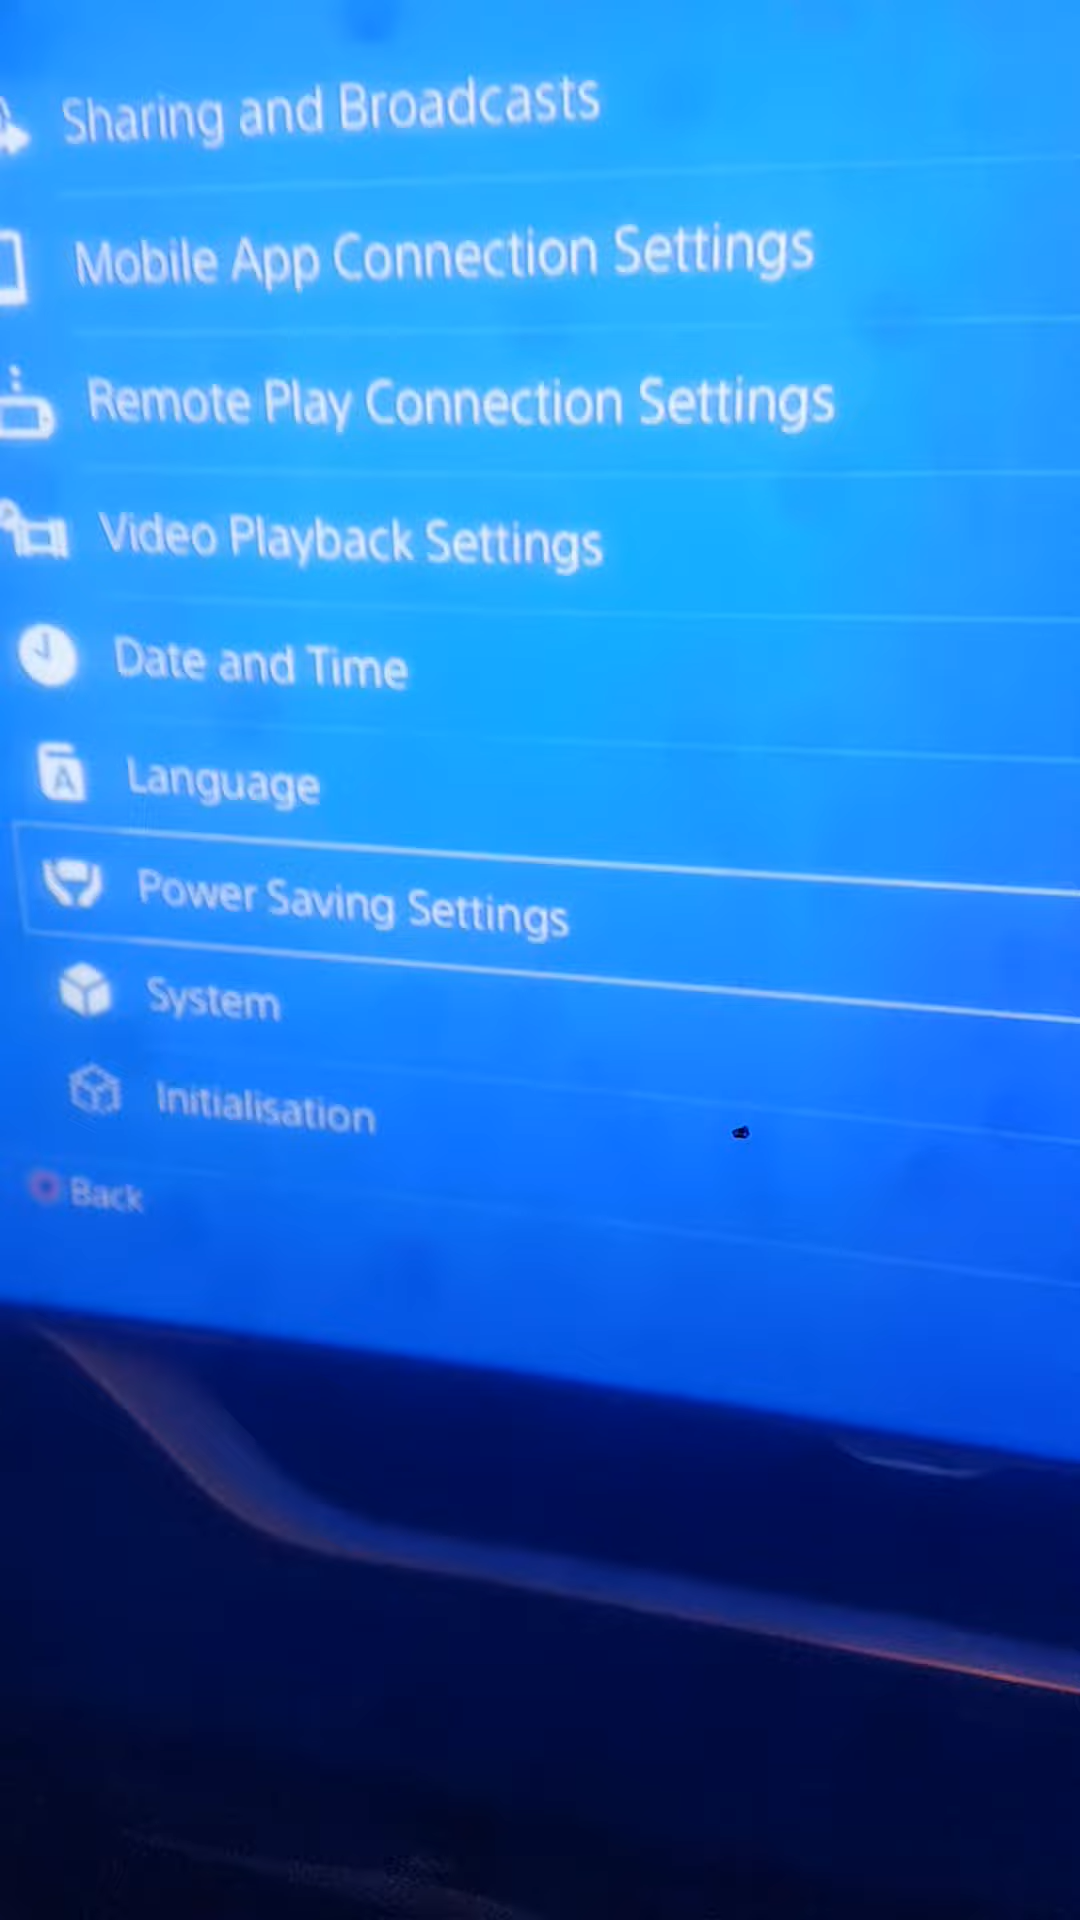 Sharing and Broadcasts
Mobile App Connection Settings
Remote Play Connection Settings
Video Playback Settings
Date and Time
A Language
Power Saving Settings
System
Initialisation
Back